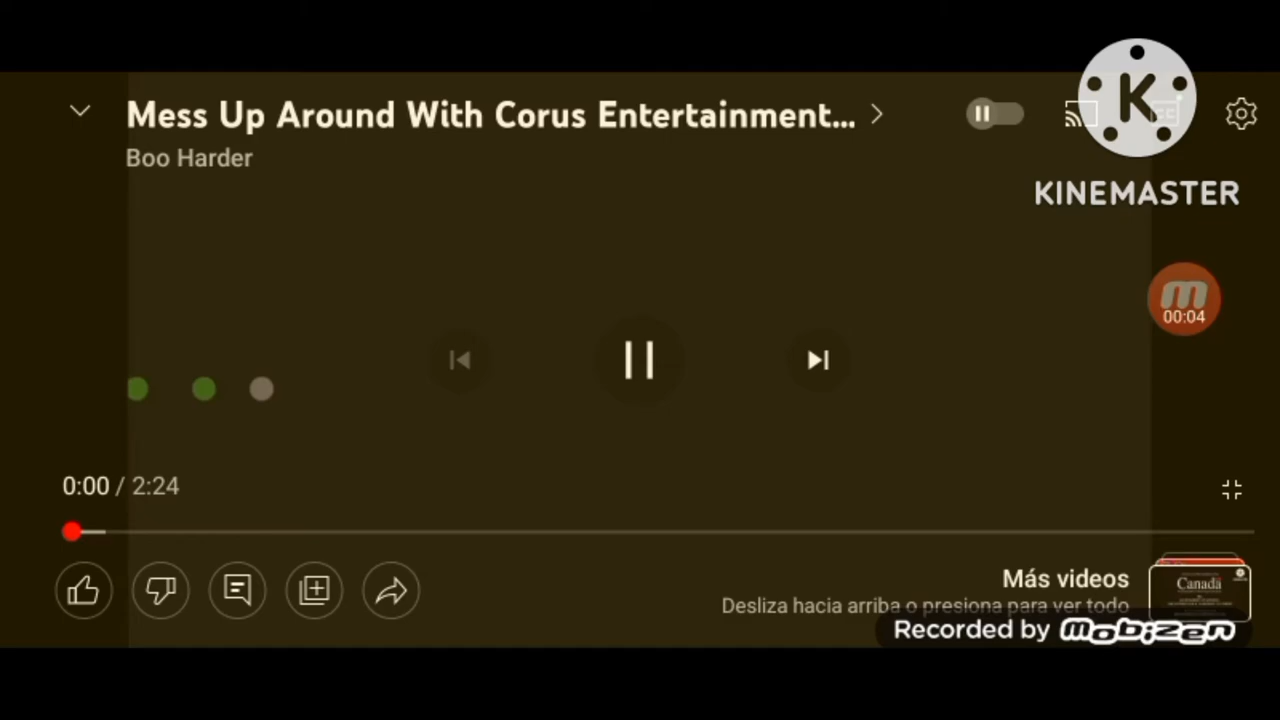 Mess Up Around With Corus Entertainment...
Boo Harder
K
KINEMASTER
m
00:04
0:00 / 2:24
Más videos
Desliza hacia arriba o presiona para ver todo
Canada
Recorded by Mobizen